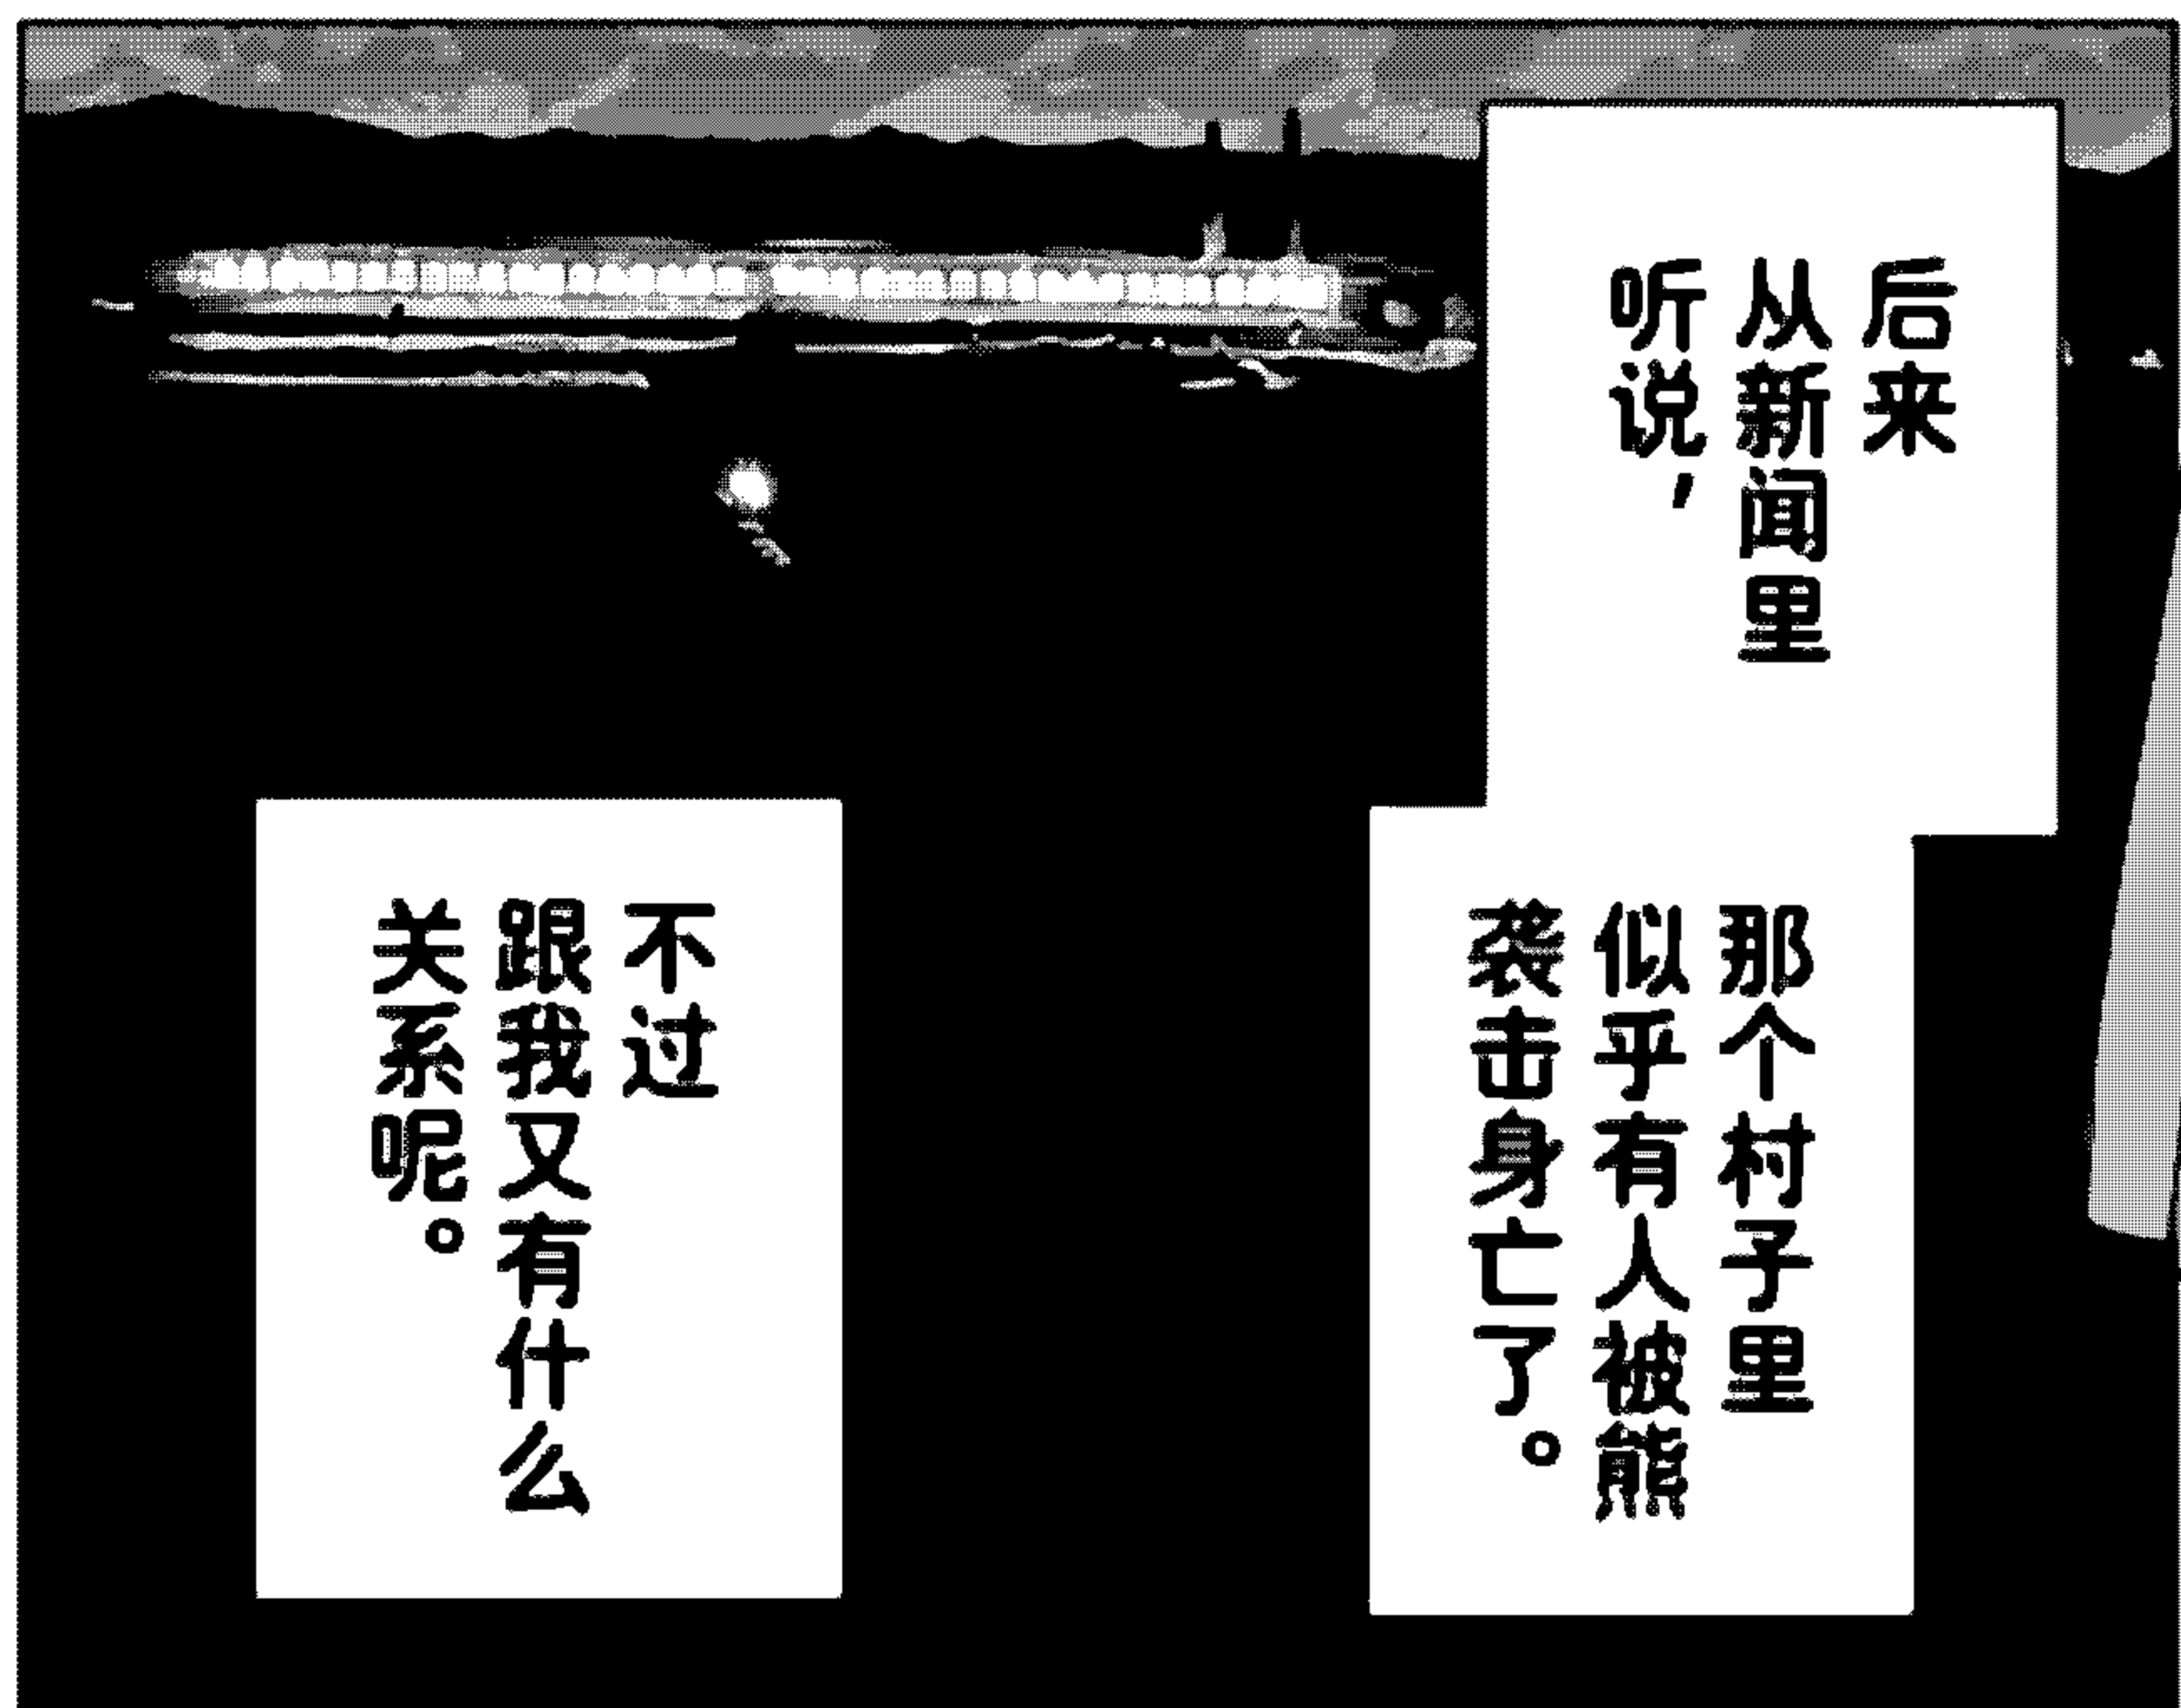 后来
从新闻里
听说，
那个村子里
似乎有人被熊
袭击身亡了。
不过
跟我又有什么
关系呢。